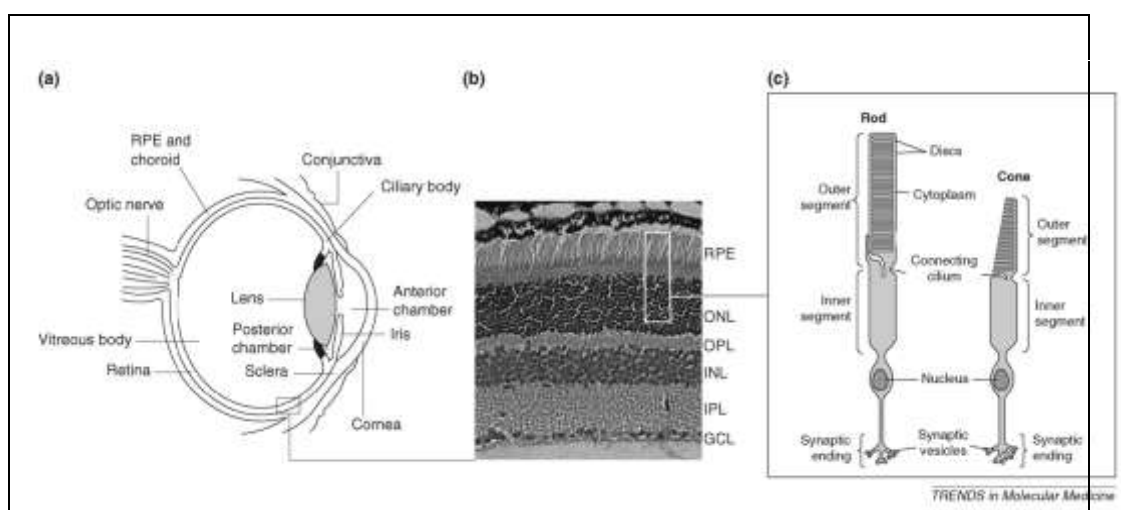 (a)
RPE and
choroid
Optic nerve
Conjunctiva
Ciliary body
Lens
Anterior
chamber
Iris
Posterior
chamber
Vitreous body
Retina
Sclera
Cornea
(b)
RPE
ONL
OPL
INL
IPL
GCL
(c)
Rod
Discs
Outer
segment
Cytoplasm
Cone
Outer
segment
Connecting
cilium
Inner
segment
Inner
segment
Nucleus
Synaptic
ending
Synaptic
vesicles
Synaptic
ending
TRENDS in Molecular Medicine